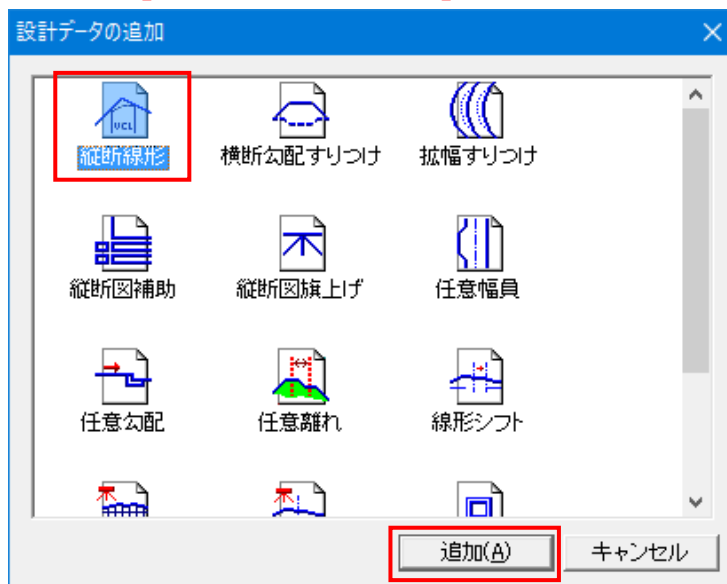 設計データの追加
VCL
縦断線形
横断勾配すりつけ
拡幅すりつけ
縦断図補助
縦断図旗上げ
任意幅員
任意勾配
任意離れ
線形シフト
追加(A)
キャンセル